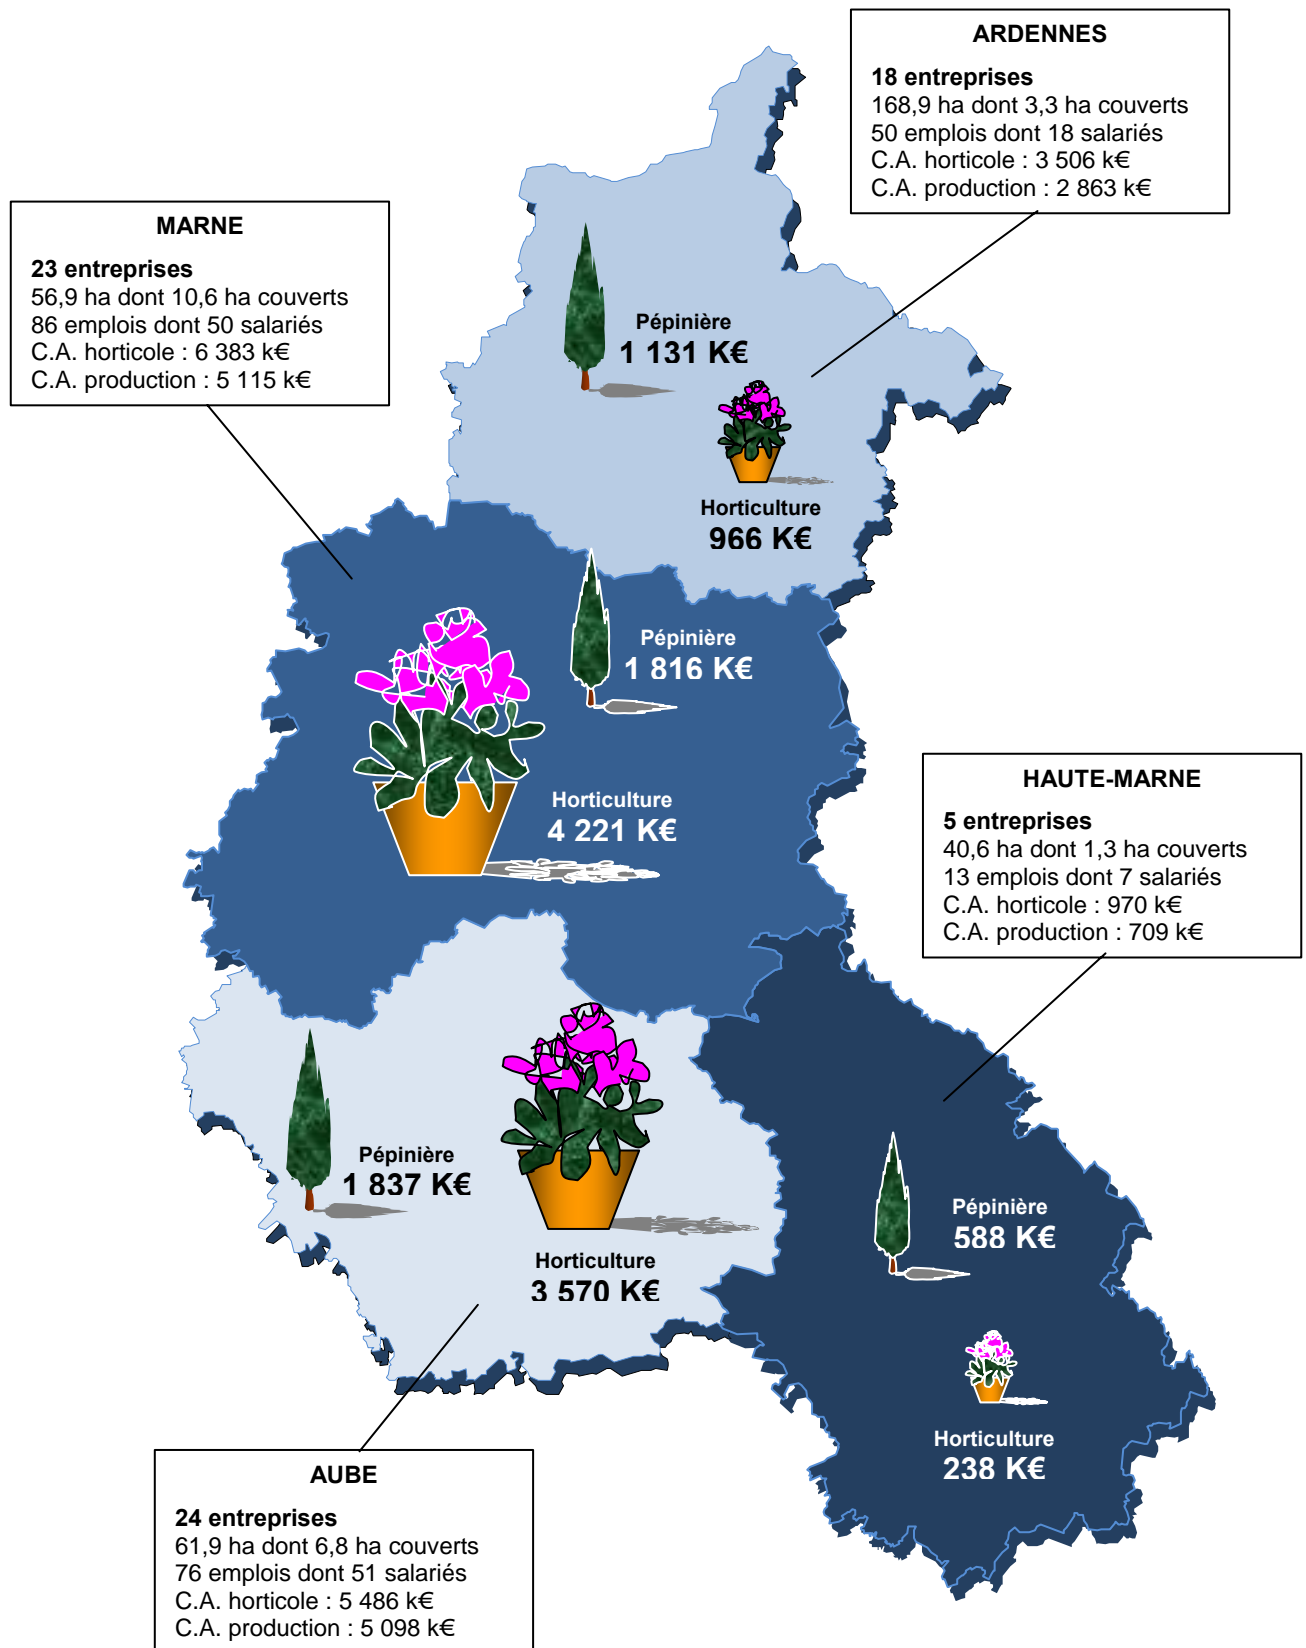 ARDENNES
18 entreprises
168,9 ha dont 3,3 ha couverts
50 emplois dont 18 salariés
C.A. horticole : 3 506 k€
C.A. production : 2 863 k€
MARNE
23 entreprises
56,9 ha dont 10,6 ha couverts
86 emplois dont 50 salariés
C.A. horticole : 6 383 k€
C.A. production : 5 115 k€
Pépinière
1 131 K€
Horticulture
966 K€
Pépinière
1 816 K€
Horticulture
4 221 K€
HAUTE-MARNE
5 entreprises
40,6 ha dont 1,3 ha couverts
13 emplois dont 7 salariés
C.A. horticole : 970 k€
C.A. production : 709 k€
Pépinière
1 837 K€
Horticulture
3 570 K€
Pépinière
588 K€
Horticulture
238 K€
AUBE
24 entreprises
61,9 ha dont 6,8 ha couverts
76 emplois dont 51 salariés
C.A. horticole : 5 486 k€
C.A. production : 5 098 k€